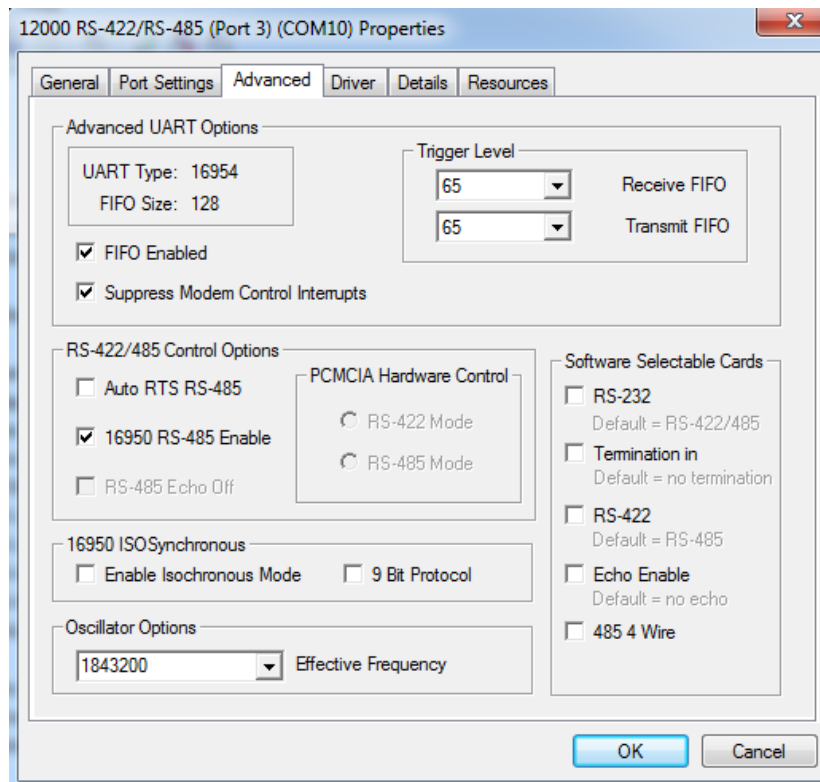 12000 RS-422/RS-485 (Port 3) (COM10) Properties
General Port Settings Advanced Driver Details Resources
Advanced UART Options
UART Type: 16954
FIFO Size: 128
FIFO Enabled
Suppress Modem Control Interrupts
Trigger Level
65 Receive FIFO
65 Transmit FIFO
RS-422/485 Control Options
Auto RTS RS-485
16950 RS-485 Enable
RS-485 Echo Off
PCMCIA Hardware Control
RS-422 Mode
RS-485 Mode
Software Selectable Cards
RS-232
Default = RS-422/485
Termination in
Default = no termination
RS-422
Default = RS-485
Echo Enable
Default = no echo
485 4 Wire
16950 ISOSynchronous
Enable Isochronous Mode 9 Bit Protocol
Oscillator Options
1843200 Effective Frequency
OK Cancel